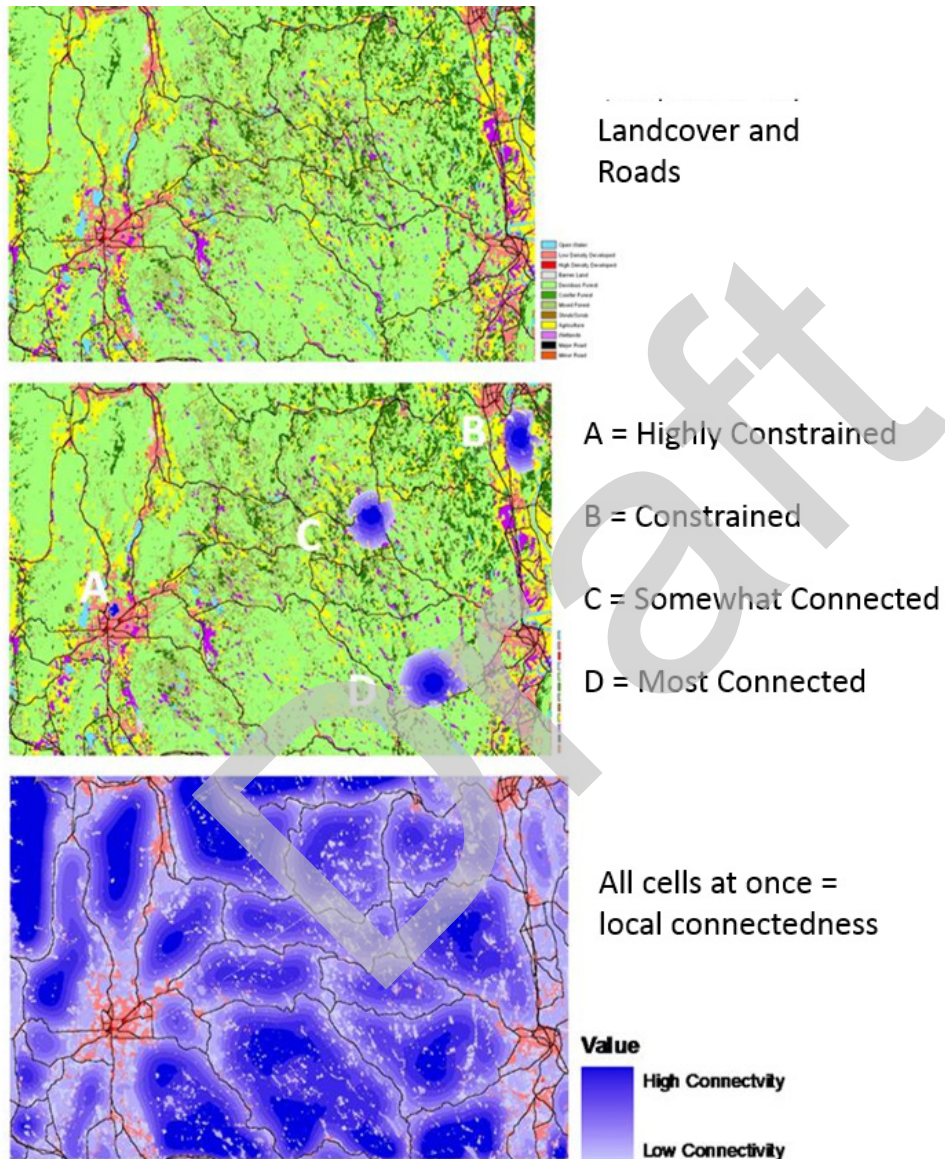 Landcover and
Roads
Open Water
Low Density Developed
High Density Developed
Barren Land
Deciduous Forest
Conifer Forest
Mixed Forest
Shrub/Scrub
Agriculture
Wetlands
Major Road
Minor Road
B
A = Highly Constrained
B = Constrained
C
C = Somewhat Connected
A
D
D = Most Connected
Draft
All cells at once =
local connectedness
Value
High Connectvity
Low Connectivity